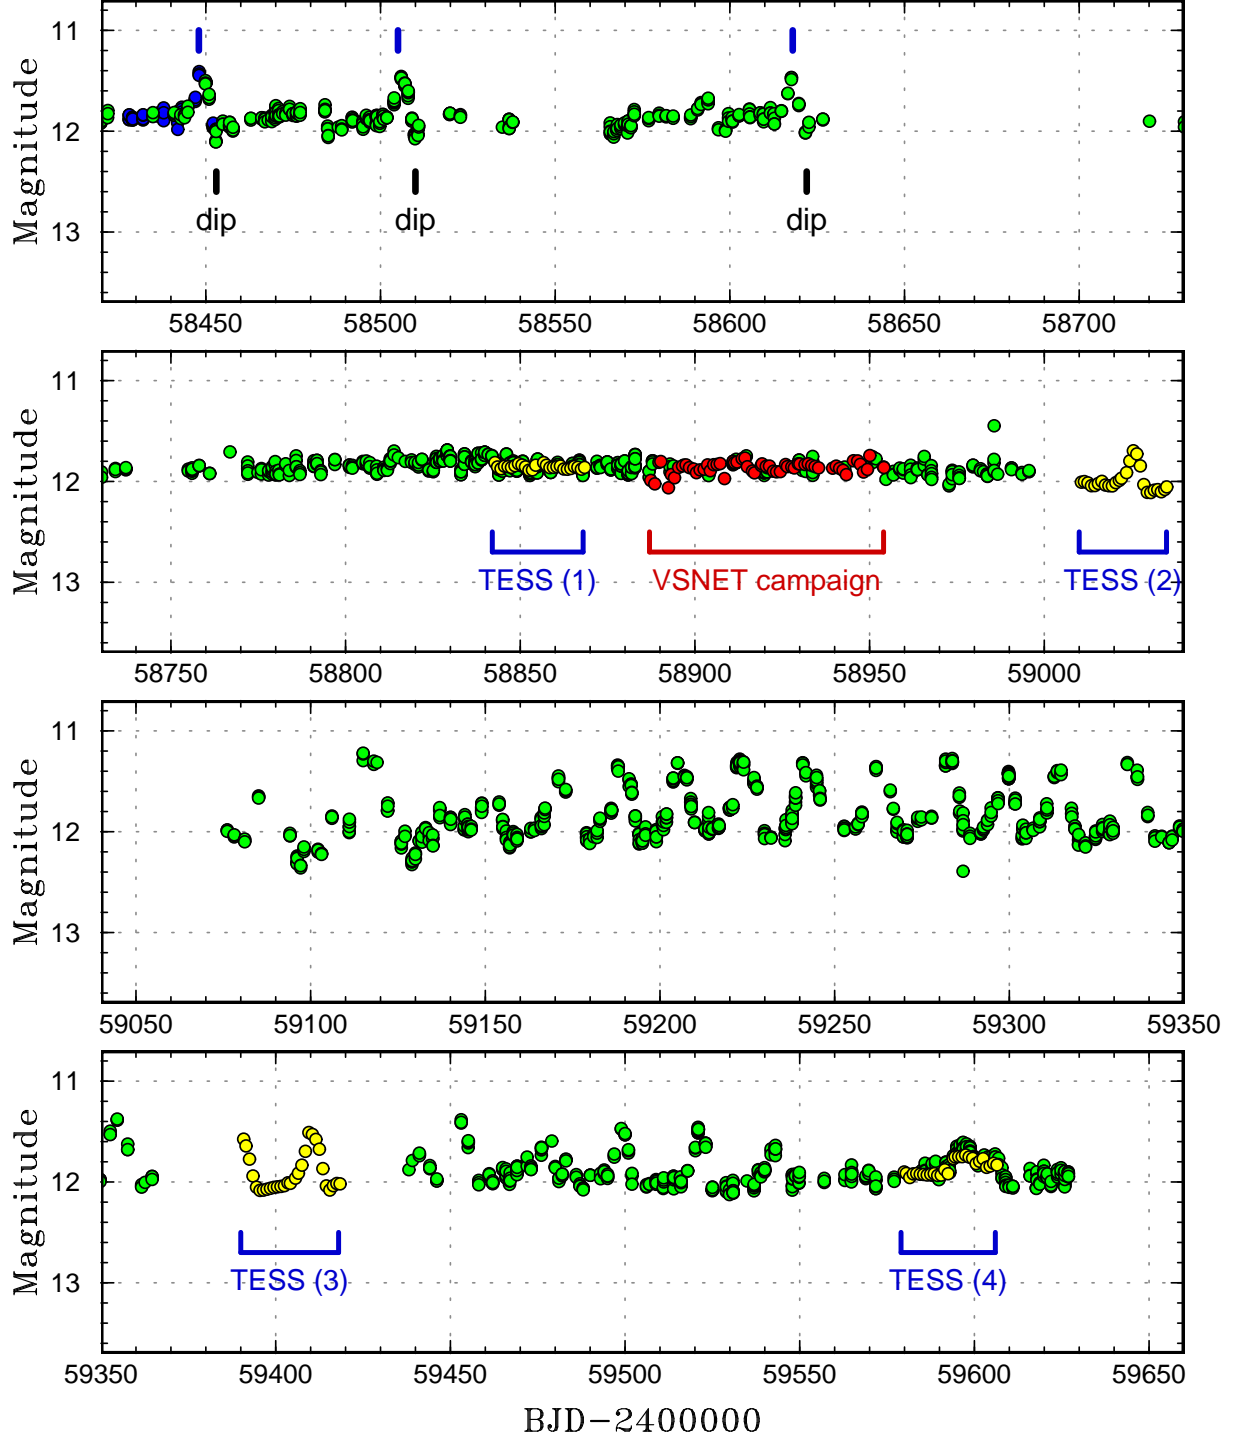 11
12
13
Magnitude
dip dip dip
58450 58500 58550 58600 58650 58700
11
12
13
Magnitude
TESS (1) VSNET campaign TESS (2)
58750 58800 58850 58900 58950 59000
11
12
13
Magnitude
59050 59100 59150 59200 59250 59300 59350
11
12
13
Magnitude
TESS (3) TESS (4)
59350 59400 59450 59500 59550 59600 59650
BJD-2400000